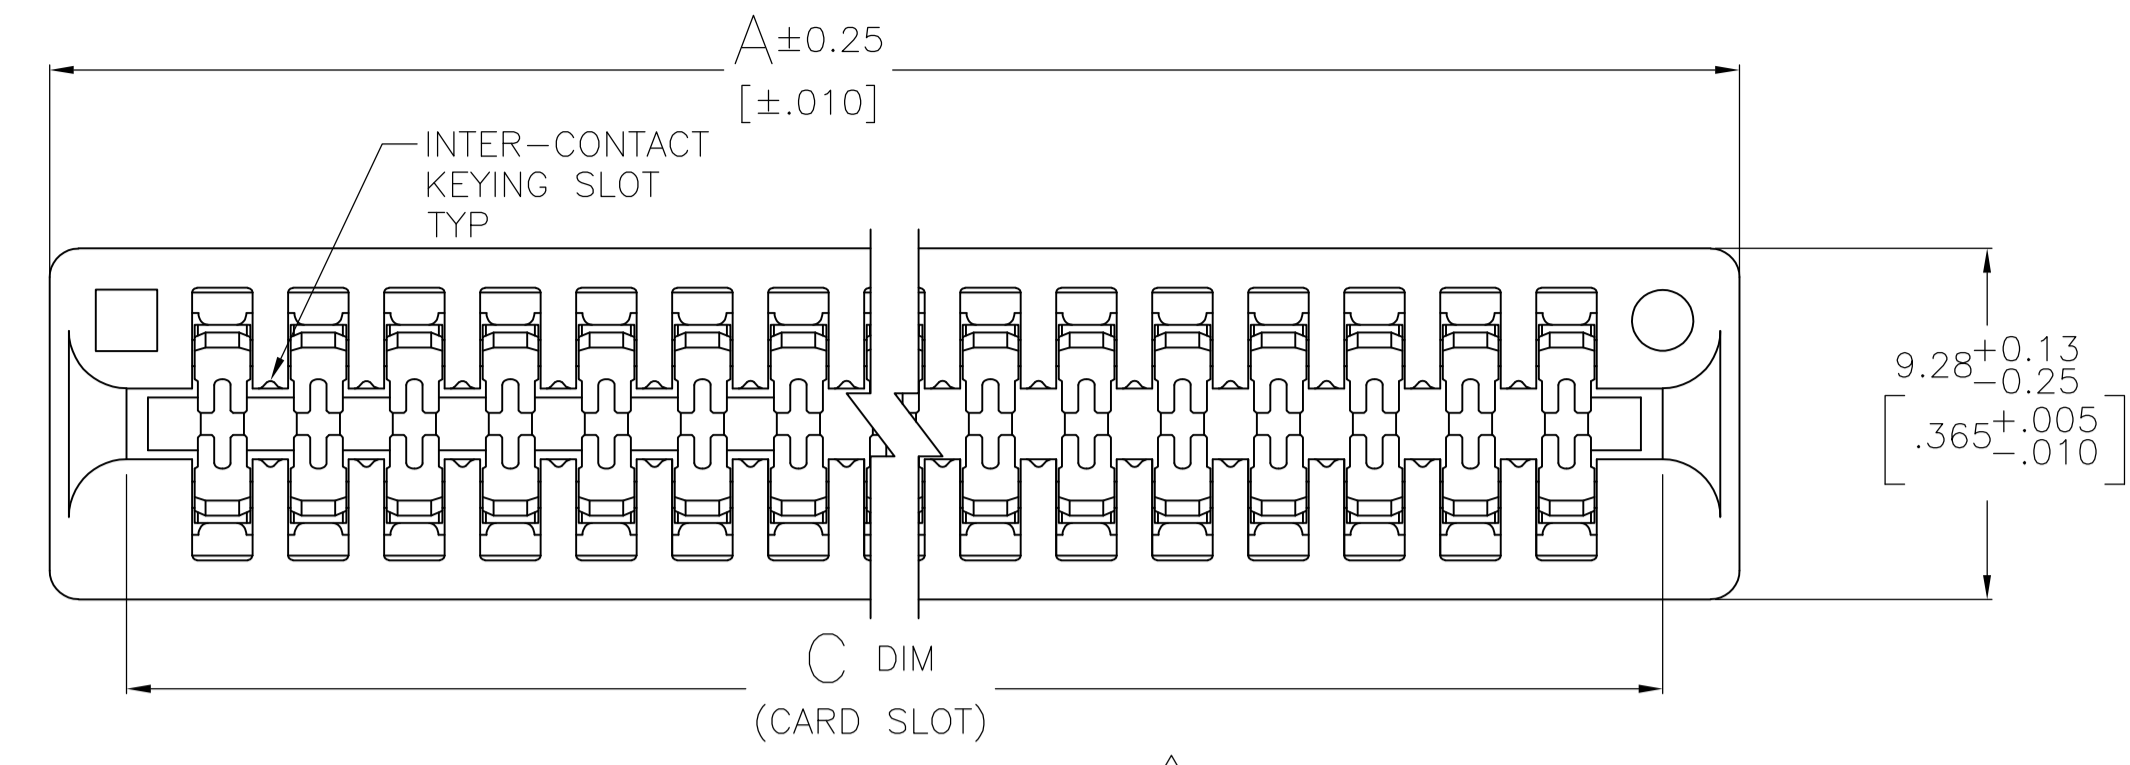 A ±0.25
[±.010]
INTER-CONTACT
KEYING SLOT
TYP
9.28 +0.13
-0.25
[.365 +.005
-.010]
C DIM
(CARD SLOT)